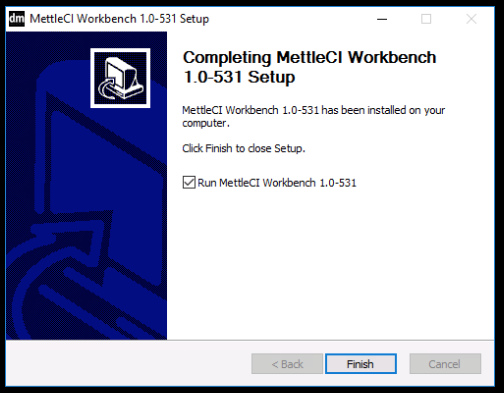 dm MettleCI Workbench 1.0-531 Setup
Completing MettleCI Workbench
1.0-531 Setup
MettleCI Workbench 1.0-531 has been installed on your
computer.
Click Finish to close Setup.
Run MettleCI Workbench 1.0-531
< Back Finish Cancel